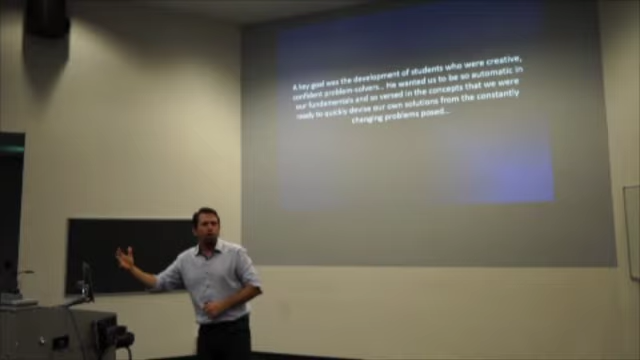 A key goal was the development of students who were creative,
confident problem-solvers... He wanted us to be so automatic in
our fundamentals and so versed in the concepts that we were
ready to quickly devise our own solutions from the constantly
changing problems posed...